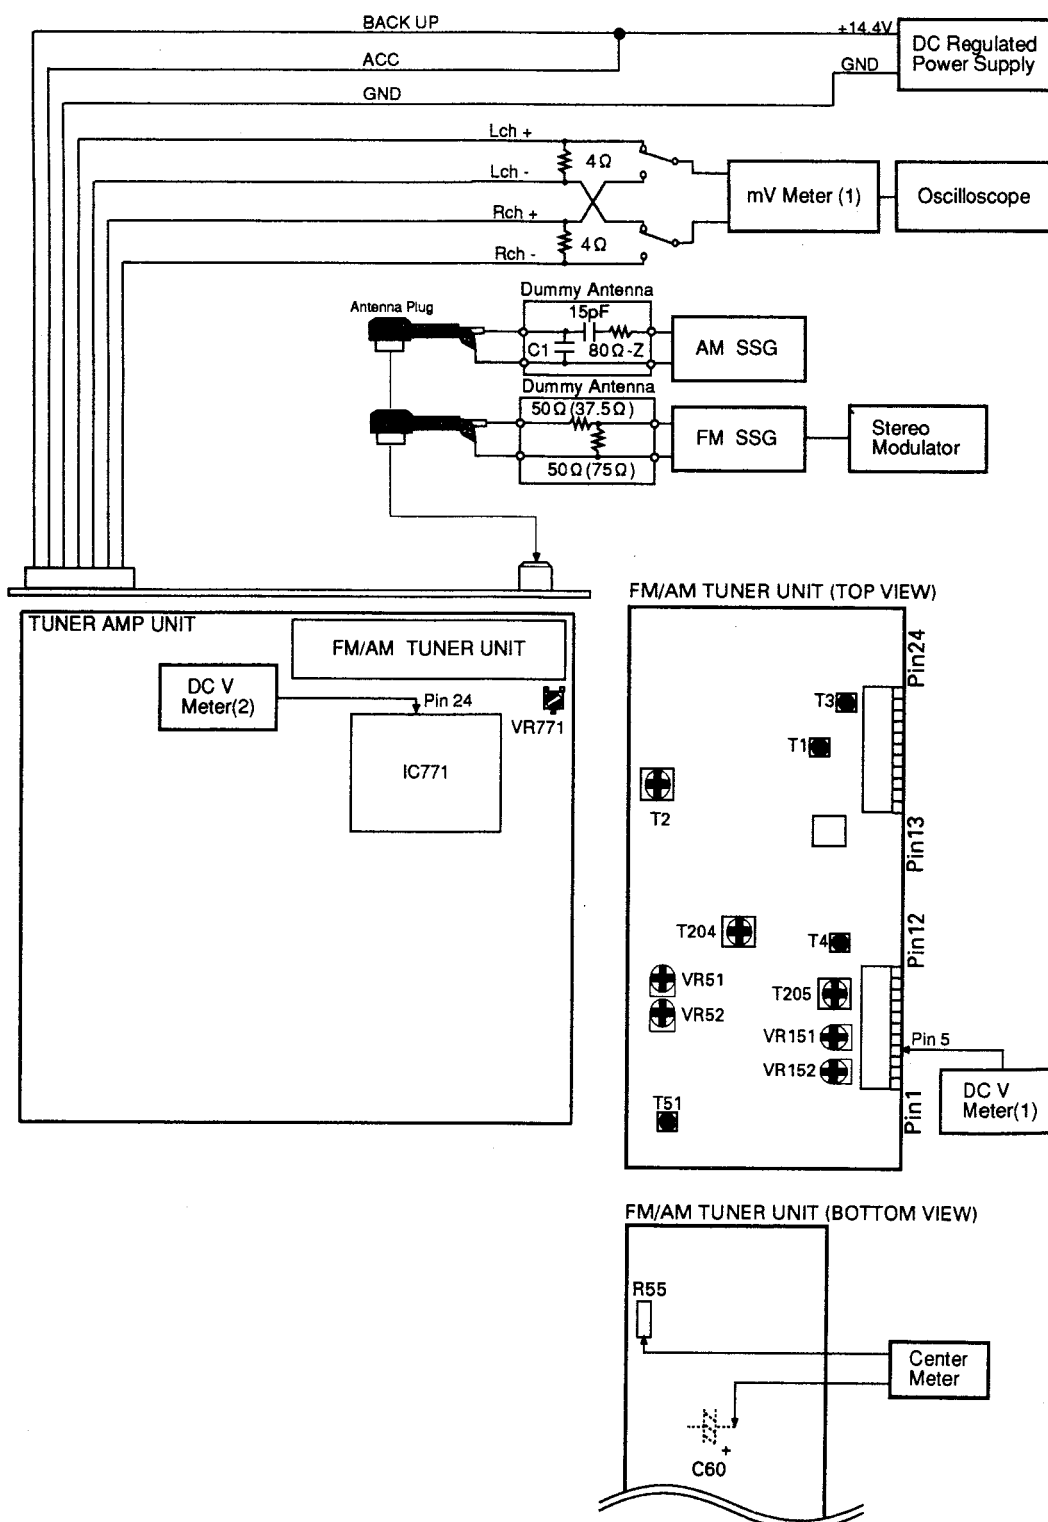 BACK UP
+14.4V
DC Regulated
Power Supply
ACC
GND
GND
Lch +
4Ω
Lch -
mV Meter (1)
Oscilloscope
Rch +
4Ω
Rch -
Dummy Antenna
Antenna Plug
15pF
C1
80Ω-Z
AM SSG
Dummy Antenna
50Ω(37.5Ω)
FM SSG
Stereo
Modulator
50Ω(75Ω)
FM/AM TUNER UNIT (TOP VIEW)
TUNER AMP UNIT
FM/AM TUNER UNIT
DC V
Meter(2)
Pin 24
VR771
IC771
Pin24
T3
T1
T2
Pin13
T204
T4
Pin12
VR51
T205
VR52
VR151
Pin 5
VR152
DC V
Meter(1)
T51
Pin1
FM/AM TUNER UNIT (BOTTOM VIEW)
R55
Center
Meter
+
C60